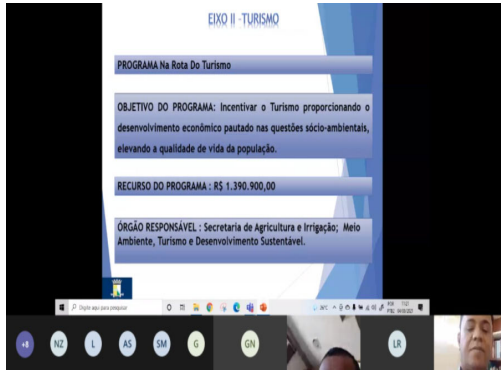 EIXO II -TURISMO
PROGRAMA Na Rota Do Turismo
OBJETIVO DO PROGRAMA: Incentivar o Turismo proporcionando o
desenvolvimento econômico pautado nas questões sócio-ambientais,
elevando a qualidade de vida da população.
RECURSO DO PROGRAMA : R$ 1.390.900,00
ÓRGÃO RESPONSÁVEL : Secretaria de Agricultura e Irrigação; Meio
Ambiente, Turismo e Desenvolvimento Sustentável.
Digite aqui para pesquisar
+8 NZ L AS SM G GN LR